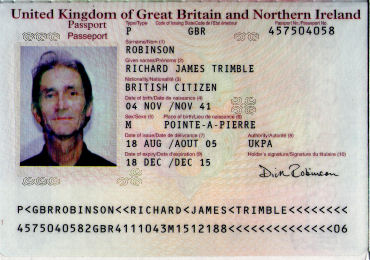 United Kingdom of Great Britain and Northern Ireland
Passport
Passeport
Type/Type Code of issuing State/Code de l'État émetteur Passport No./Passeport No.
P GBR 457504058
Surname/Nom (1)
ROBINSON
Given names/Prénoms (2)
RICHARD JAMES TRIMBLE
Nationality/Nationalité (3)
BRITISH CITIZEN
Date of birth/Date de naissance (4)
04 NOV /NOV 41
Sex/Sexe (5) Place of birth/Lieu de naissance (6)
M POINTE-A-PIERRE
Date of issue/Date de délivrance (7) Authority/Autorité (8)
18 AUG /AOUT 05 UKPA
Date of expiry/Date d'expiration (9) Holder's signature/Signature du titulaire (10)
18 DEC /DEC 15
Dick Robinson
P<GBRROBINSON<<RICHARD<JAMES<TRIMBLE<<<<<<<<
4575040582GBR4111043M1512188<<<<<<<<<<<<<<06